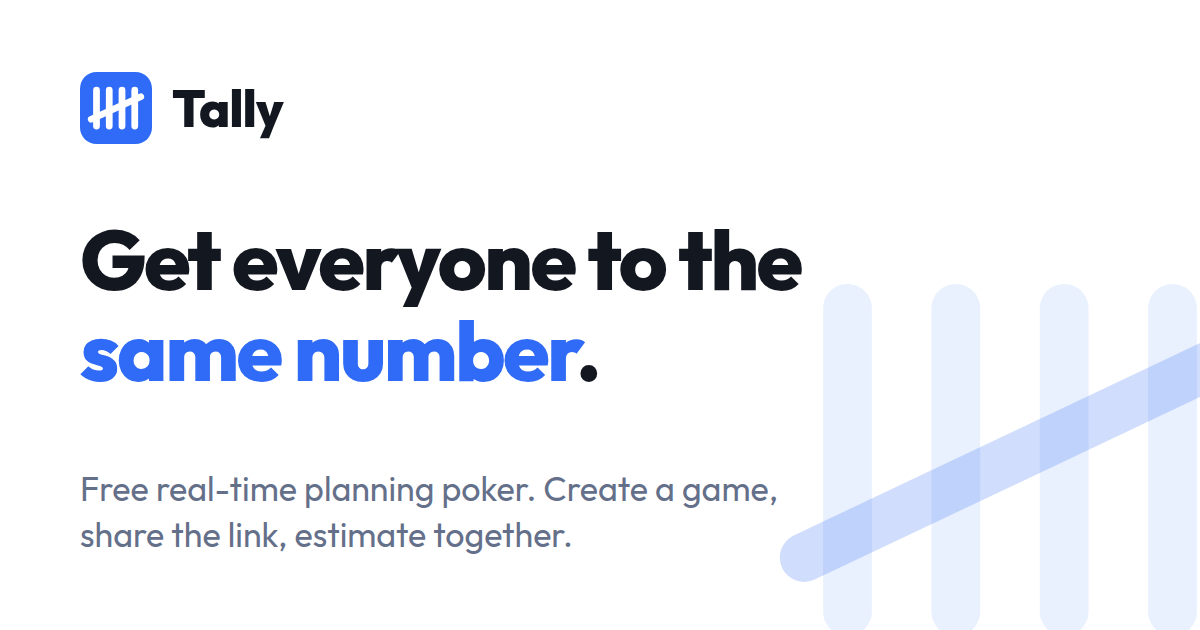 Tally
Get everyone to the
same number.
Free real-time planning poker. Create a game,
share the link, estimate together.